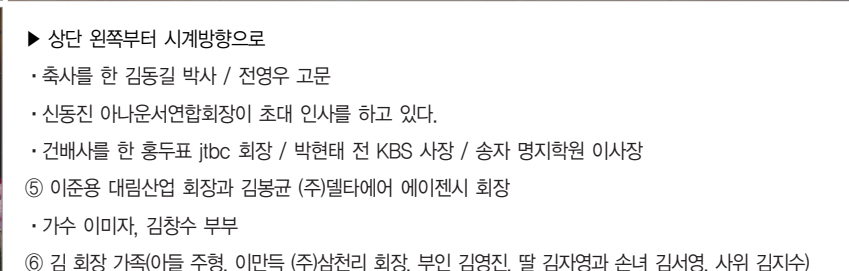 ▶ 상단 왼쪽부터 시계방향으로
· 축사를 한 김동길 박사 / 전영우 고문
· 신동진 아나운서연합회장이 초대 인사를 하고 있다.
· 건배사를 한 홍두표 jtbc 회장 / 박현태 전 KBS 사장 / 송자 명지학원 이사장
⑤ 이준용 대림산업 회장과 김봉균 (주)델타에어 에이젠시 회장
· 가수 이미자, 김창수 부부
⑥ 김 회장 가족(아들 주형, 이만득 (주)삼천리 회장, 부인 김영진, 딸 김자영과 손녀 김서영, 사위 김지수)